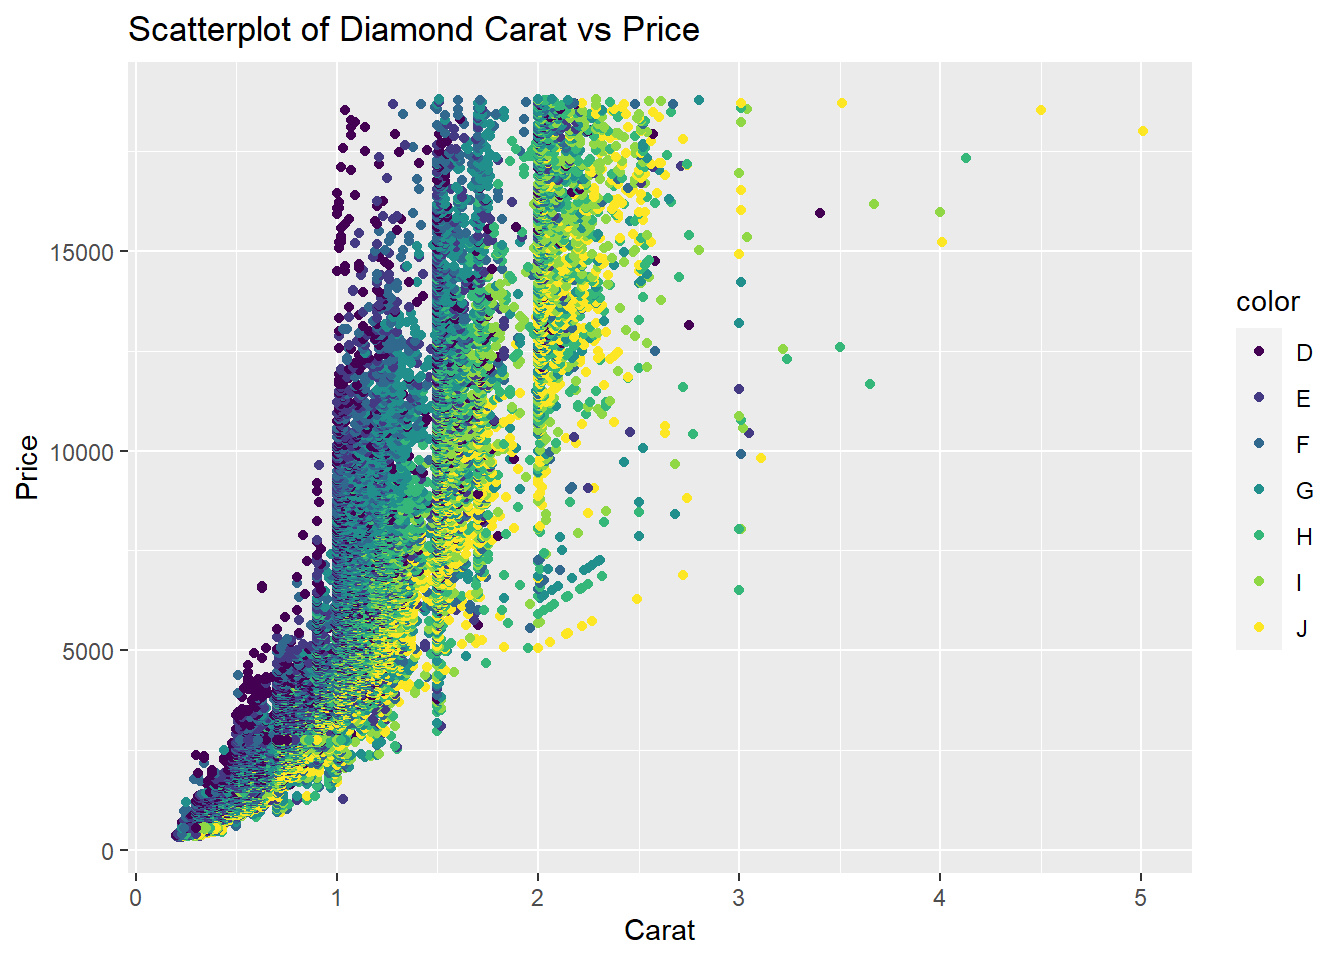 Scatterplot of Diamond Carat vs Price
Price
15000
10000
5000
0
0 1 2 3 4 5
Carat
color
D
E
F
G
H
I
J